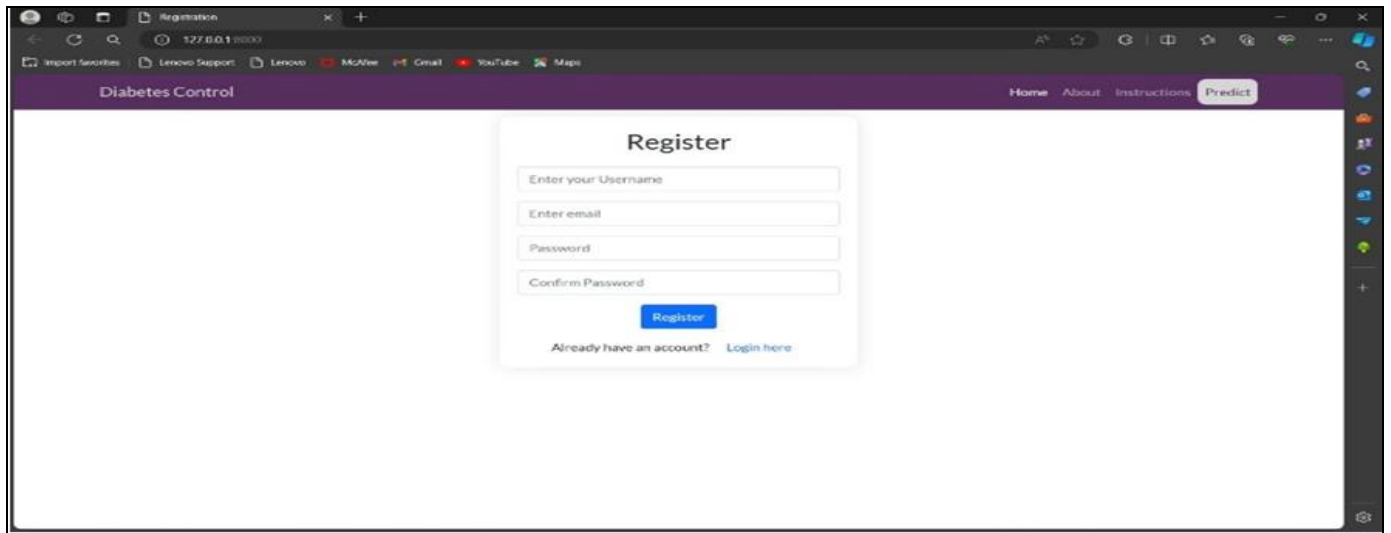 Registration
127.0.0.1:8000
Import favorites Lenovo Support Lenovo McAfee Gmail YouTube Maps
Diabetes Control Home About Instructions Predict
Register
Enter your Username
Enter email
Password
Confirm Password
Register
Already have an account? Login here